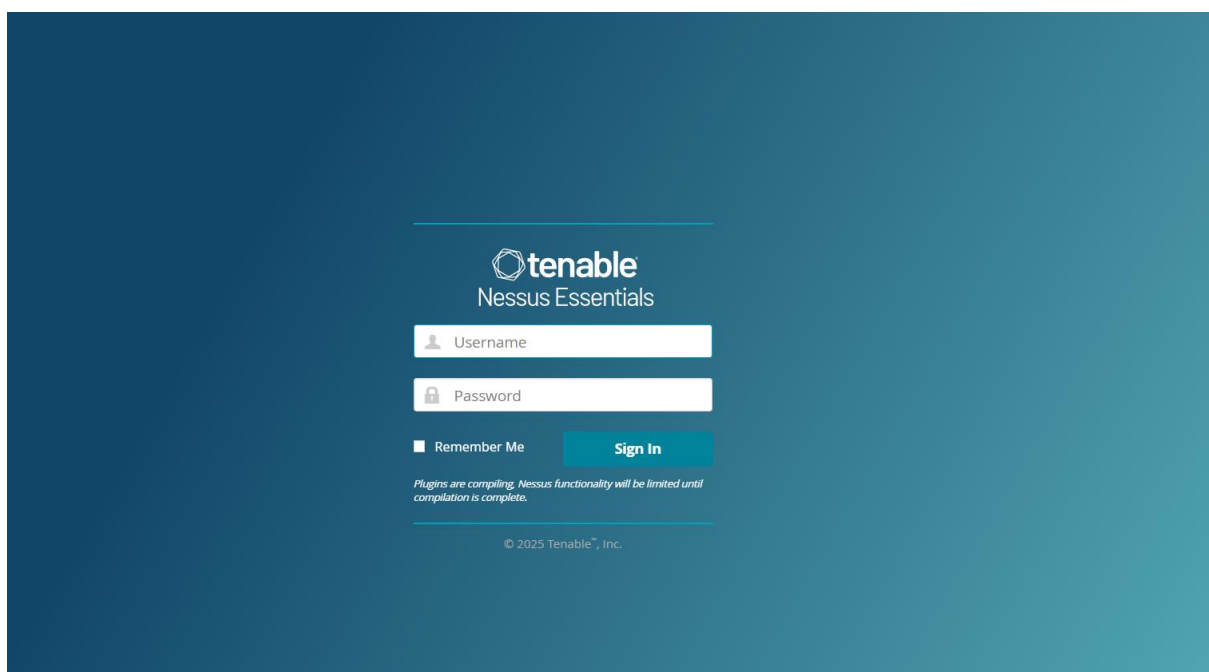 tenable
Nessus Essentials
Username
Password
Remember Me
Sign In
Plugins are compiling, Nessus functionality will be limited until
compilation is complete.
© 2025 Tenable™, Inc.